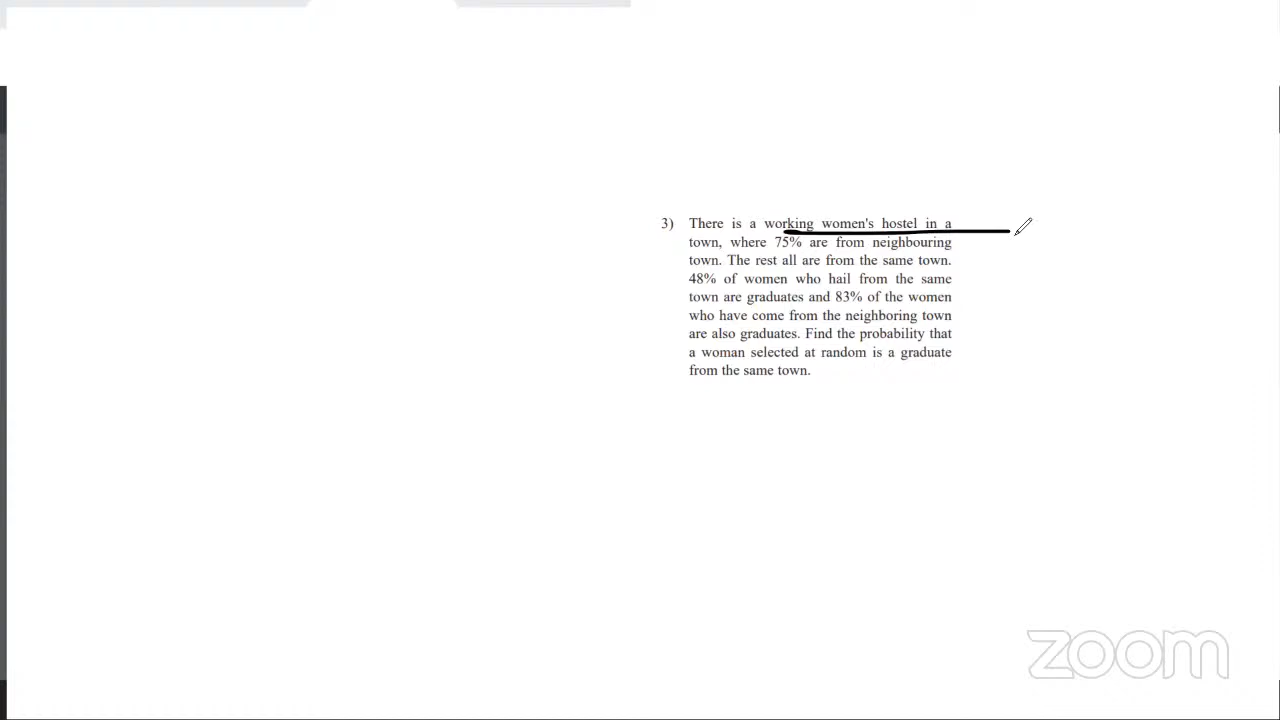 3) There is a working women's hostel in a
town, where 75% are from neighbouring
town. The rest all are from the same town.
48% of women who hail from the same
town are graduates and 83% of the women
who have come from the neighboring town
are also graduates. Find the probability that
a woman selected at random is a graduate
from the same town.
zoom